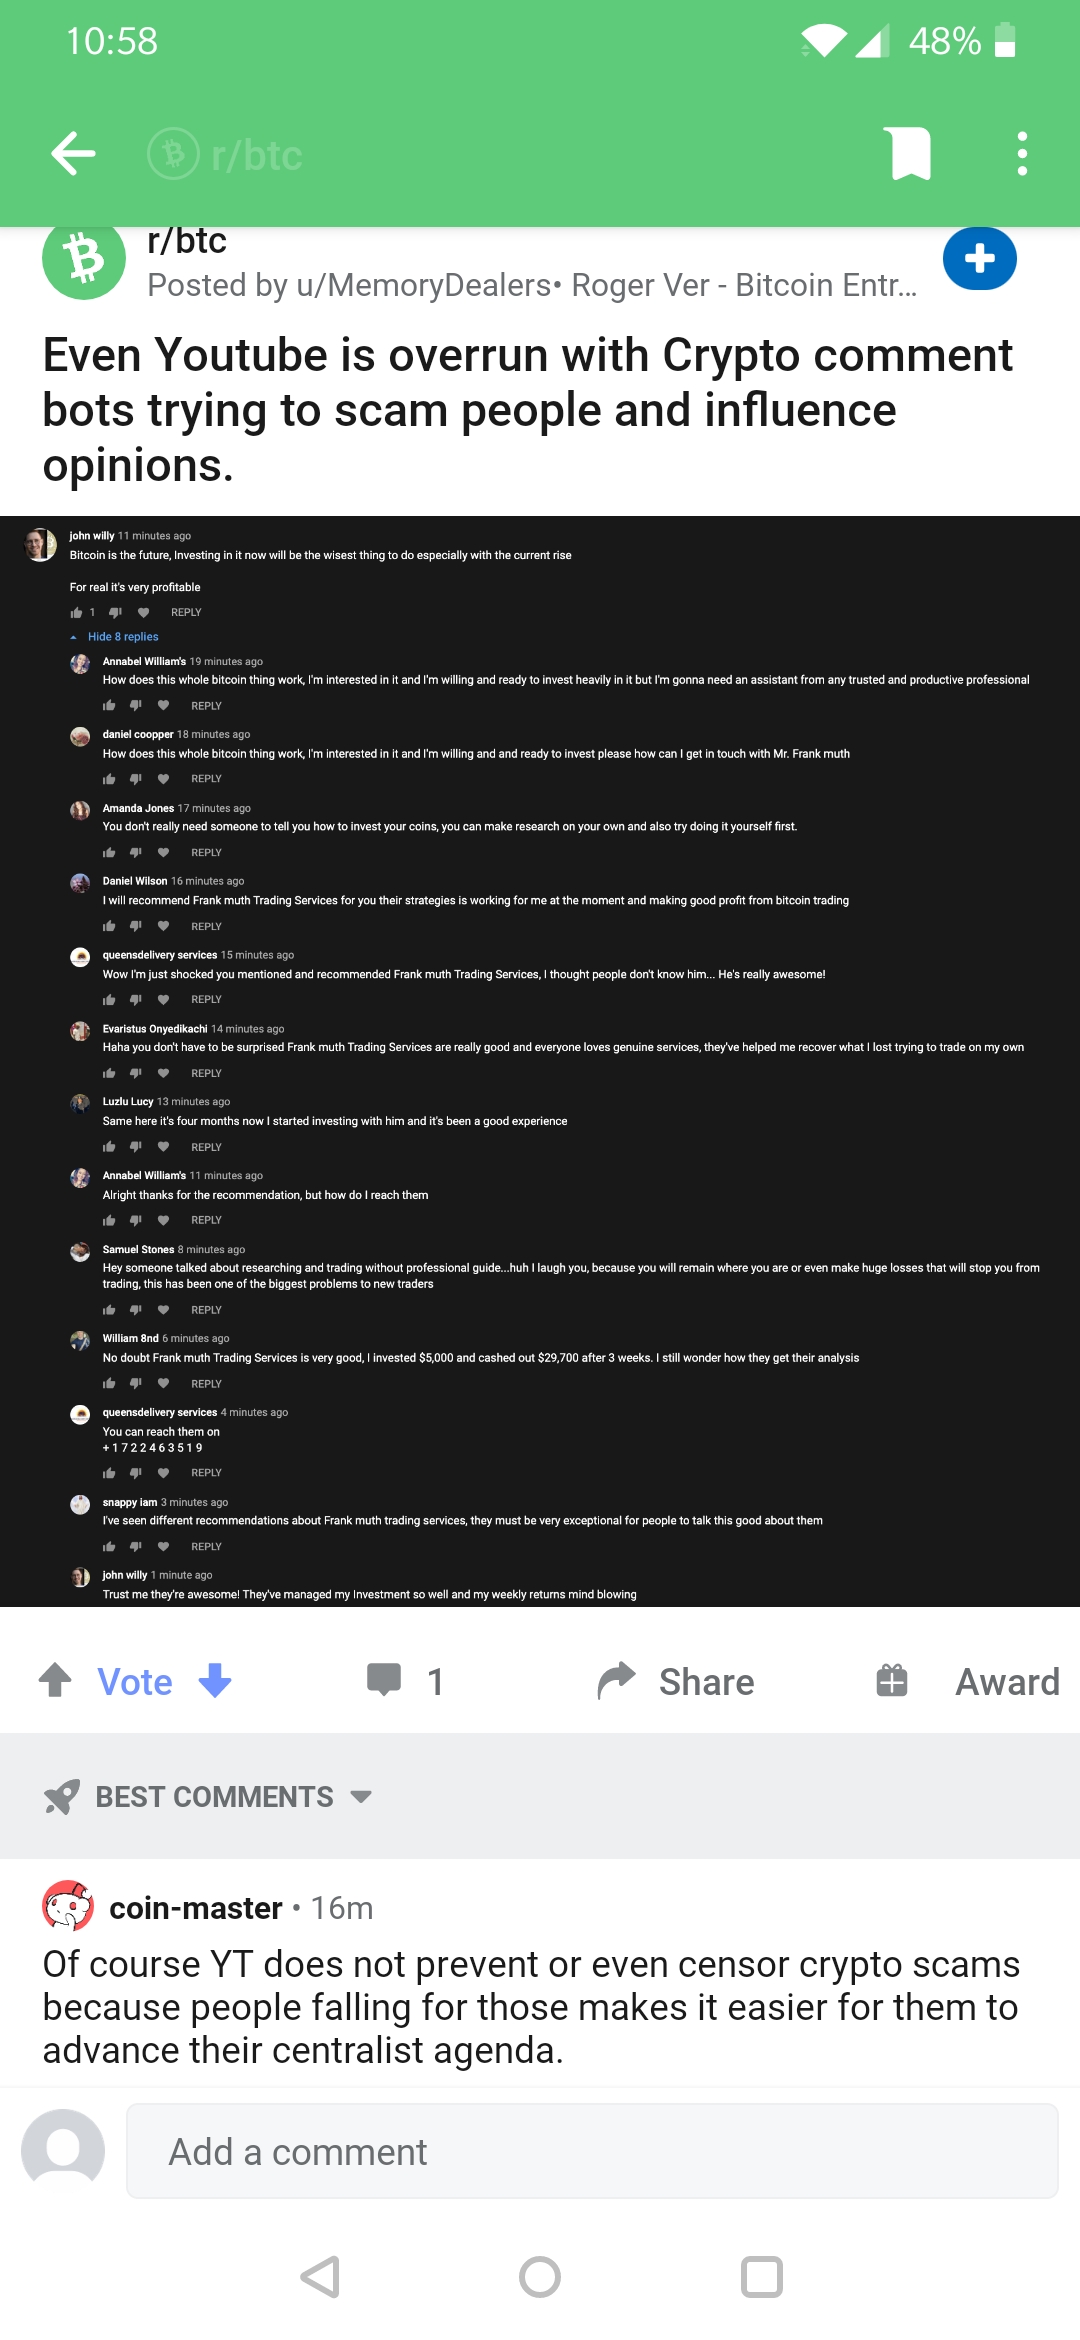 10:58
48%
r/btc
r/btc
Posted by u/MemoryDealers• Roger Ver - Bitcoin Entr...
Even Youtube is overrun with Crypto comment
bots trying to scam people and influence
opinions.
john willy 11 minutes ago
Bitcoin is the future, Investing in it now will be the wisest thing to do especially with the current rise
For real it's very profitable
1 REPLY
Hide 8 replies
Annabel William's 19 minutes ago
How does this whole bitcoin thing work, I'm interested in it and I'm willing and ready to invest heavily in it but I'm gonna need an assistant from any trusted and productive professional
REPLY
daniel coopper 18 minutes ago
How does this whole bitcoin thing work, I'm interested in it and I'm willing and and ready to invest please how can I get in touch with Mr. Frank muth
REPLY
Amanda Jones 17 minutes ago
You don't really need someone to tell you how to invest your coins, you can make research on your own and also try doing it yourself first.
REPLY
Daniel Wilson 16 minutes ago
I will recommend Frank muth Trading Services for you their strategies is working for me at the moment and making good profit from bitcoin trading
REPLY
queensdelivery services 15 minutes ago
Wow I'm just shocked you mentioned and recommended Frank muth Trading Services, I thought people don't know him... He's really awesome!
REPLY
Evaristus Onyedikachi 14 minutes ago
Haha you don't have to be surprised Frank muth Trading Services are really good and everyone loves genuine services, they've helped me recover what I lost trying to trade on my own
REPLY
Luzlu Lucy 13 minutes ago
Same here it's four months now I started investing with him and it's been a good experience
REPLY
Annabel William's 11 minutes ago
Alright thanks for the recommendation, but how do I reach them
REPLY
Samuel Stones 8 minutes ago
Hey someone talked about researching and trading without professional guide...huh I laugh you, because you will remain where you are or even make huge losses that will stop you from
trading, this has been one of the biggest problems to new traders
REPLY
William 8nd 6 minutes ago
No doubt Frank muth Trading Services is very good, I invested $5,000 and cashed out $29,700 after 3 weeks. I still wonder how they get their analysis
REPLY
queensdelivery services 4 minutes ago
You can reach them on
+ 1 7 2 2 4 6 3 5 1 9
REPLY
snappy iam 3 minutes ago
I've seen different recommendations about Frank muth trading services, they must be very exceptional for people to talk this good about them
REPLY
john willy 1 minute ago
Trust me they're awesome! They've managed my Investment so well and my weekly returns mind blowing
Vote 1 Share Award
BEST COMMENTS
coin-master • 16m
Of course YT does not prevent or even censor crypto scams
because people falling for those makes it easier for them to
advance their centralist agenda.
Add a comment